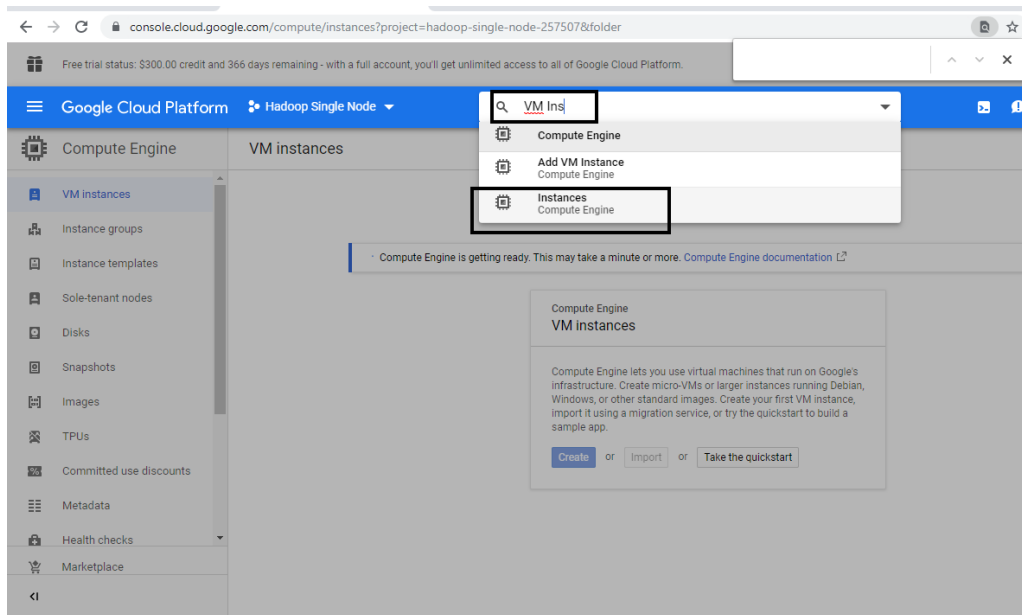 console.cloud.google.com/compute/instances?project=hadoop-single-node-257507&folder
Free trial status: $300.00 credit and 366 days remaining - with a full account, you'll get unlimited access to all of Google Cloud Platform.
Google Cloud Platform
Hadoop Single Node
VM Ins
Compute Engine
Add VM Instance
Compute Engine
Instances
Compute Engine
Compute Engine
VM instances
VM instances
Instance groups
Instance templates
Sole-tenant nodes
Disks
Snapshots
Images
TPUs
Committed use discounts
Metadata
Health checks
Marketplace
Compute Engine is getting ready. This may take a minute or more. Compute Engine documentation
Compute Engine
VM instances
Compute Engine lets you use virtual machines that run on Google's
infrastructure. Create micro-VMs or larger instances running Debian,
Windows, or other standard images. Create your first VM instance,
import it using a migration service, or try the quickstart to build a
sample app.
Create or Import or Take the quickstart